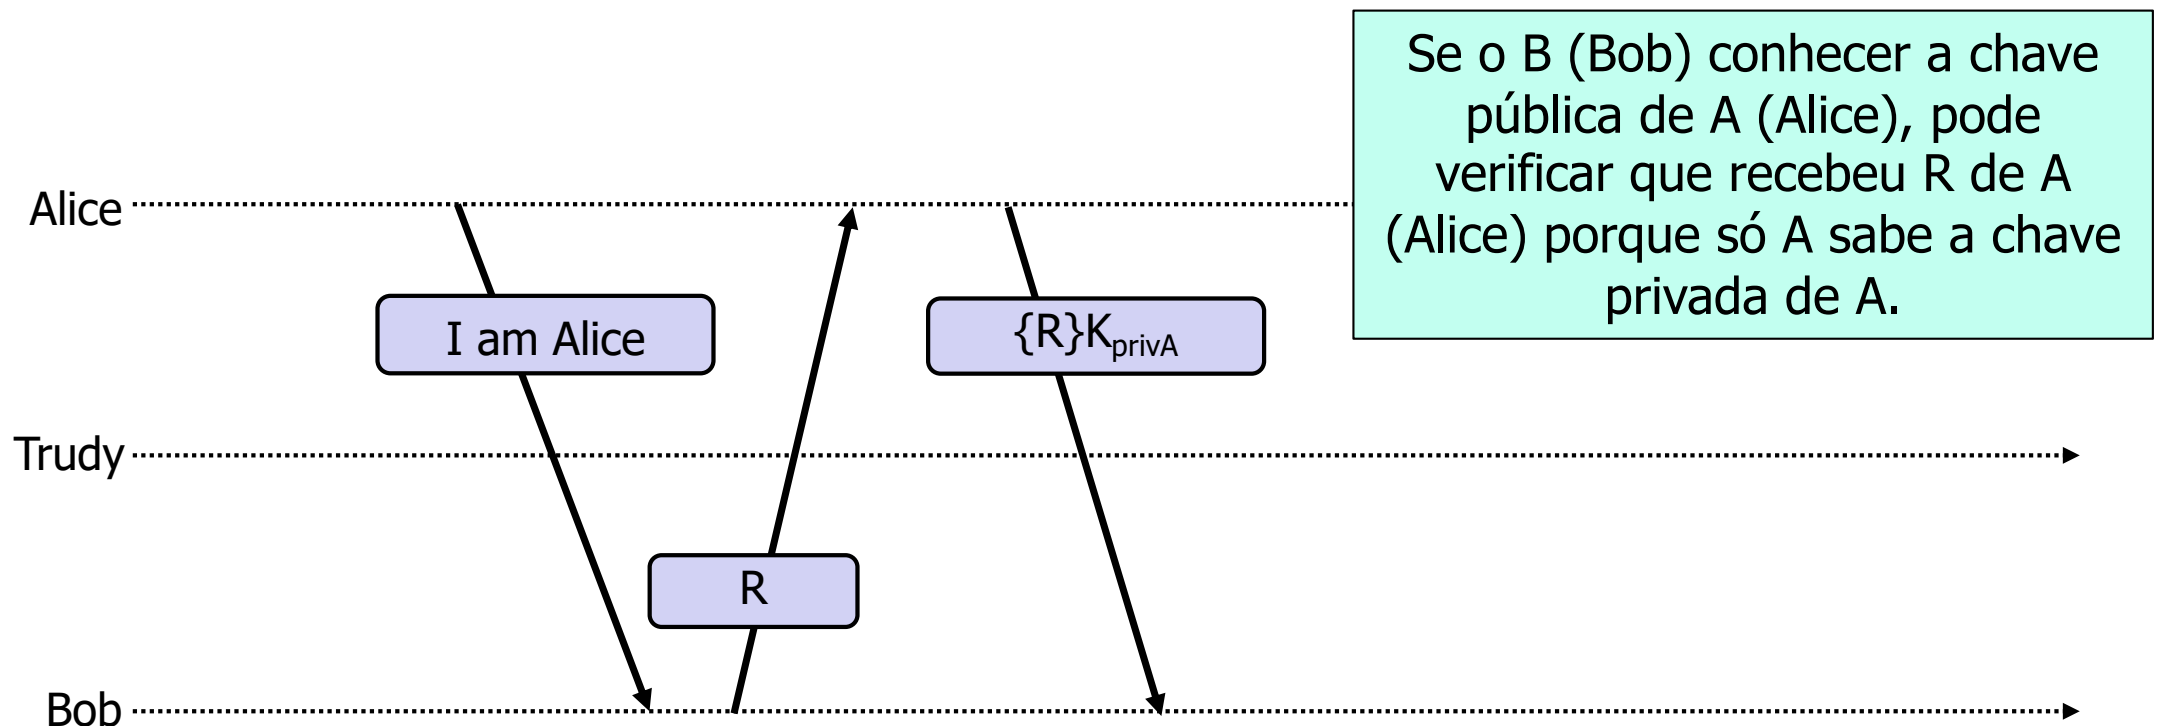 Se o B (Bob) conhecer a chave
pública de A (Alice), pode
verificar que recebeu R de A
(Alice) porque só A sabe a chave
privada de A.
Alice
I am Alice
{R}K_privA
Trudy
R
Bob